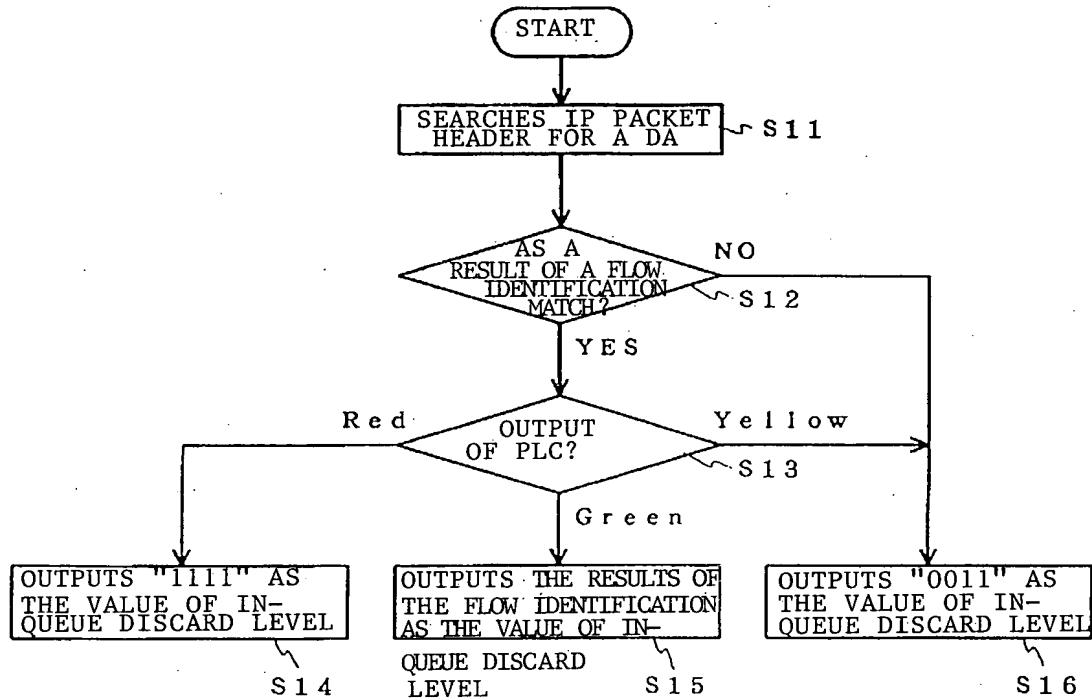 START
SEARCHES IP PACKET
HEADER FOR A DA
S11
AS A
RESULT OF A FLOW
IDENTIFICATION
MATCH?
NO
S12
YES
Red
OUTPUT
OF PLC?
Yellow
S13
Green
OUTPUTS "1111" AS
THE VALUE OF IN-
QUEUE DISCARD LEVEL
S14
OUTPUTS THE RESULTS OF
THE FLOW IDENTIFICATION
AS THE VALUE OF IN-
QUEUE DISCARD
LEVEL
S15
OUTPUTS "0011" AS
THE VALUE OF IN-
QUEUE DISCARD LEVEL
S16